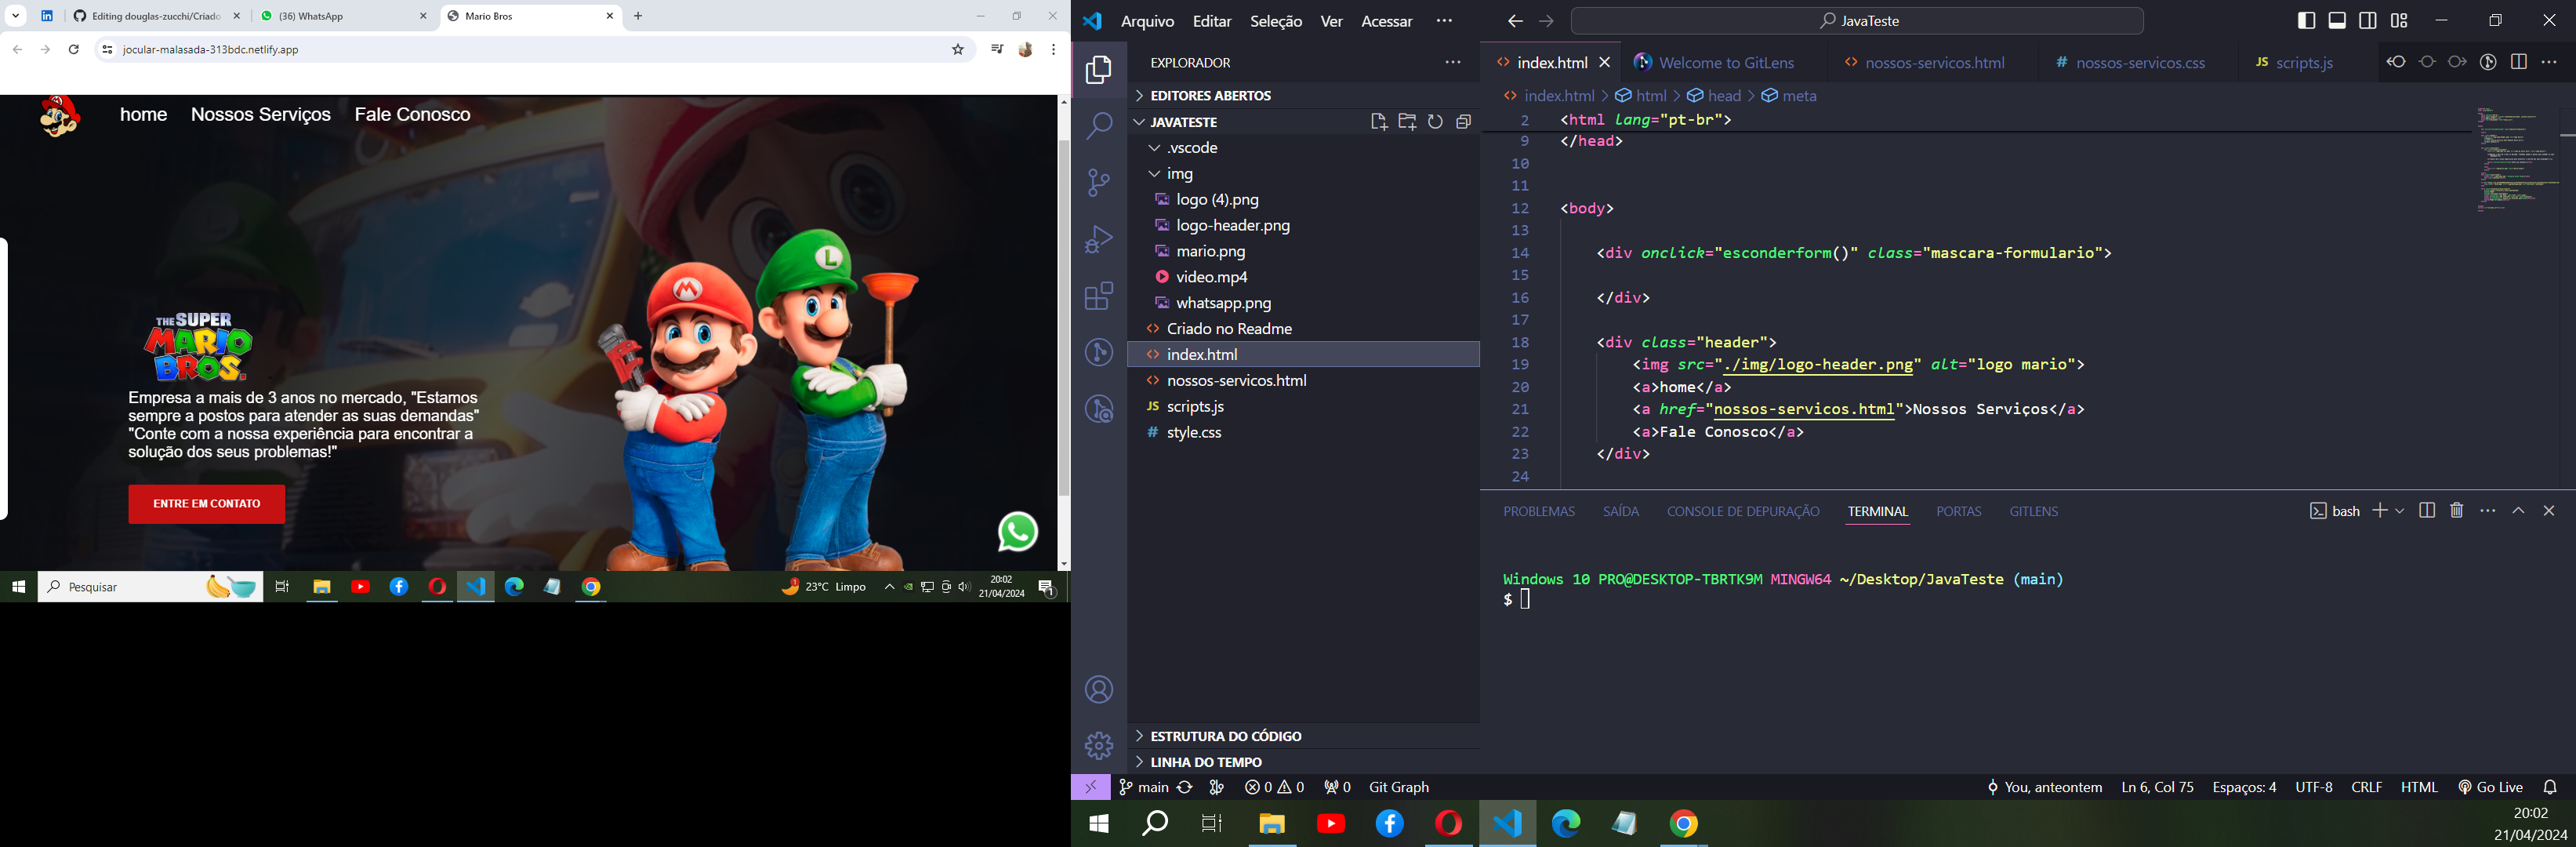 Editing douglas-zucchi/Criado
(36) WhatsApp
Mario Bros
jocular-malasada-313bdc.netlify.app
home Nossos Serviços Fale Conosco
THE SUPER
MARIO
BROS.
Empresa a mais de 3 anos no mercado, "Estamos
sempre a postos para atender as suas demandas"
"Conte com a nossa experiência para encontrar a
solução dos seus problemas!"
ENTRE EM CONTATO
M
L
Pesquisar
23°C Limpo
20:02
21/04/2024
Arquivo Editar Seleção Ver Acessar ···
JavaTeste
EXPLORADOR
EDITORES ABERTOS
JAVATESTE
.vscode
img
logo (4).png
logo-header.png
mario.png
video.mp4
whatsapp.png
Criado no Readme
index.html
nossos-servicos.html
JS scripts.js
# style.css
ESTRUTURA DO CÓDIGO
LINHA DO TEMPO
index.html
Welcome to GitLens
nossos-servicos.html
# nossos-servicos.css
JS scripts.js
index.html > html > head > meta
2 <html lang="pt-br">
9 </head>
10
11
12 <body>
13
14 <div onclick="esconderform()" class="mascara-formulario">
15
16 </div>
17
18 <div class="header">
19 <img src="./img/logo-header.png" alt="logo mario">
20 <a>home</a>
21 <a href="nossos-servicos.html">Nossos Serviços</a>
22 <a>Fale Conosco</a>
23 </div>
24
PROBLEMAS SAÍDA CONSOLE DE DEPURAÇÃO TERMINAL PORTAS GITLENS
bash
Windows 10 PRO@DESKTOP-TBRTK9M MINGW64 ~/Desktop/JavaTeste (main)
$
main 0 0 0 Git Graph
You, anteontem Ln 6, Col 75 Espaços: 4 UTF-8 CRLF HTML Go Live
20:02
21/04/2024